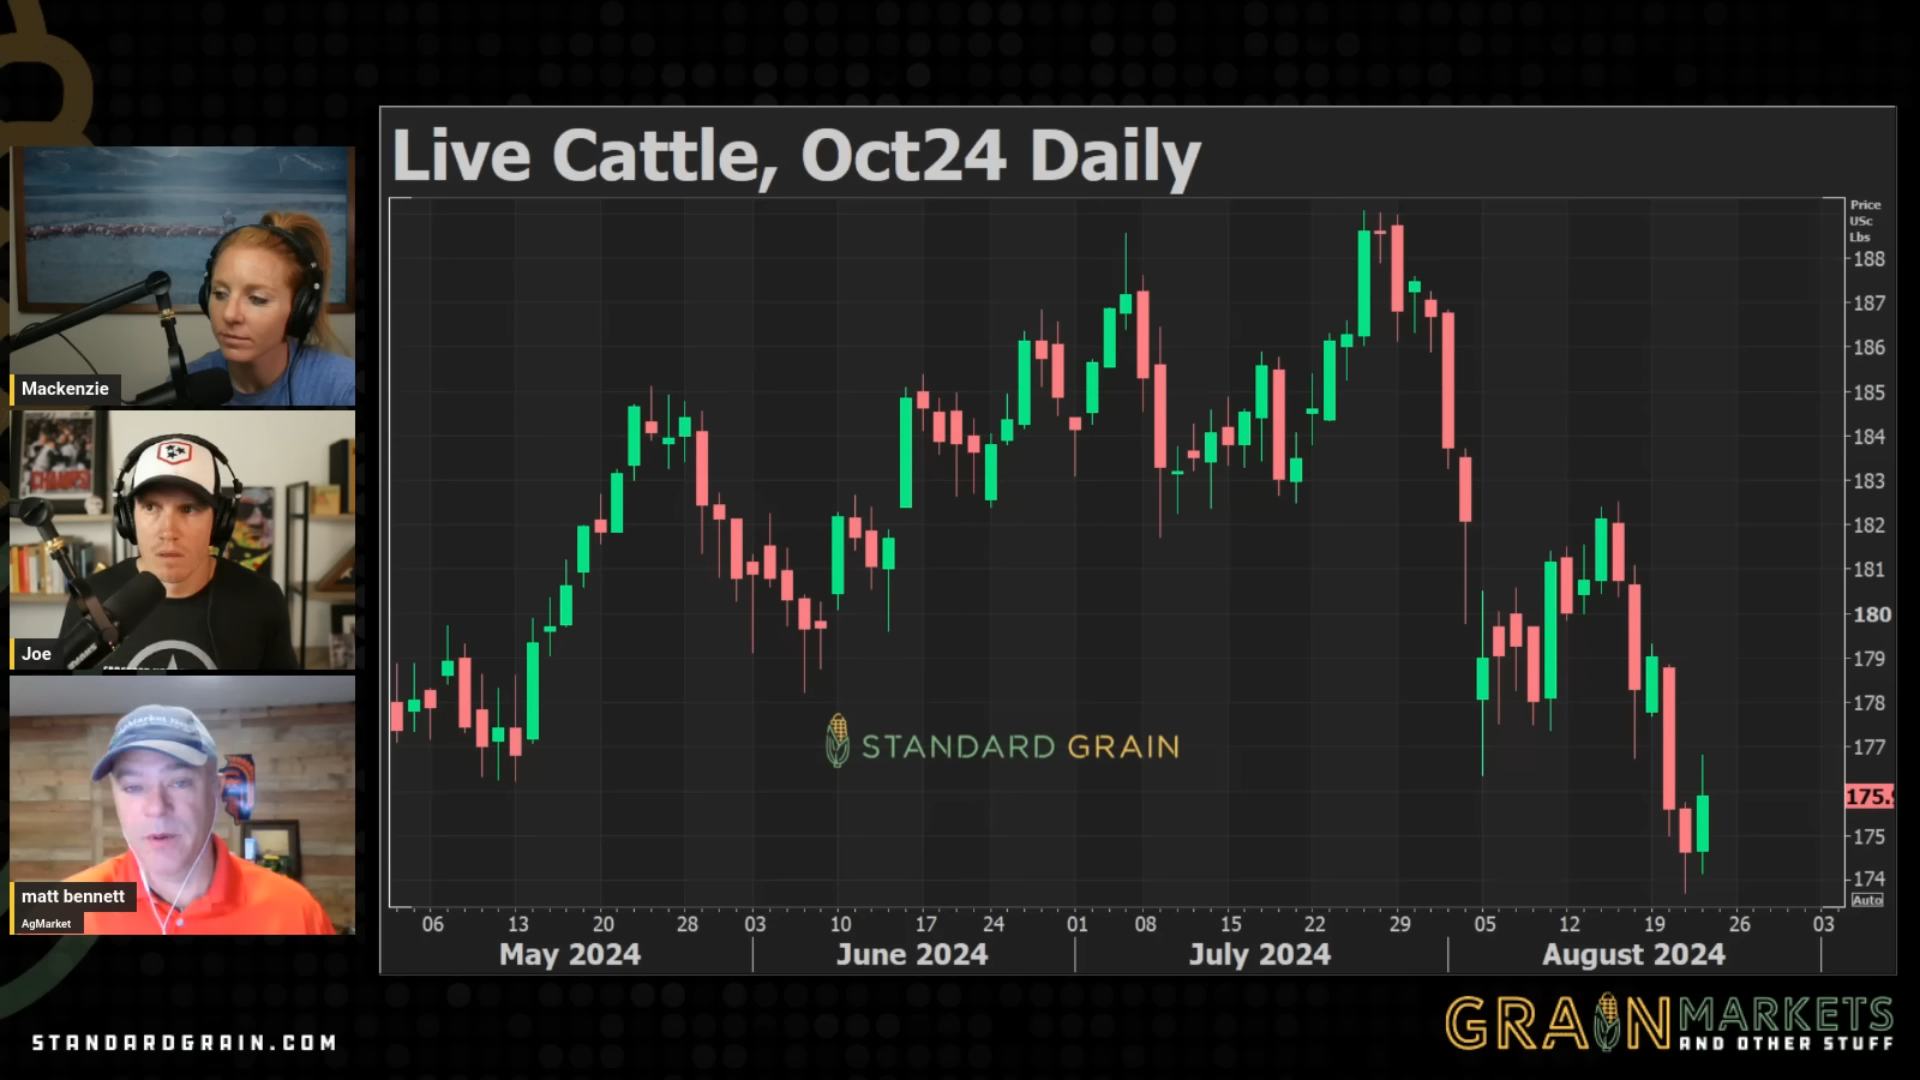 Live Cattle, Oct24 Daily
Price
USc
Lbs
188
187
186
185
184
183
182
181
180
179
178
177
175.9
175
174
Auto
06 13 20 28 03 10 17 24 01 08 15 22 29 05 12 19 26 03
May 2024 June 2024 July 2024 August 2024
STANDARD GRAIN
Mackenzie
CHAMPS!
Joe
matt bennett
AgMarket
STANDARDGRAIN.COM
GRAIN MARKETS
AND OTHER STUFF